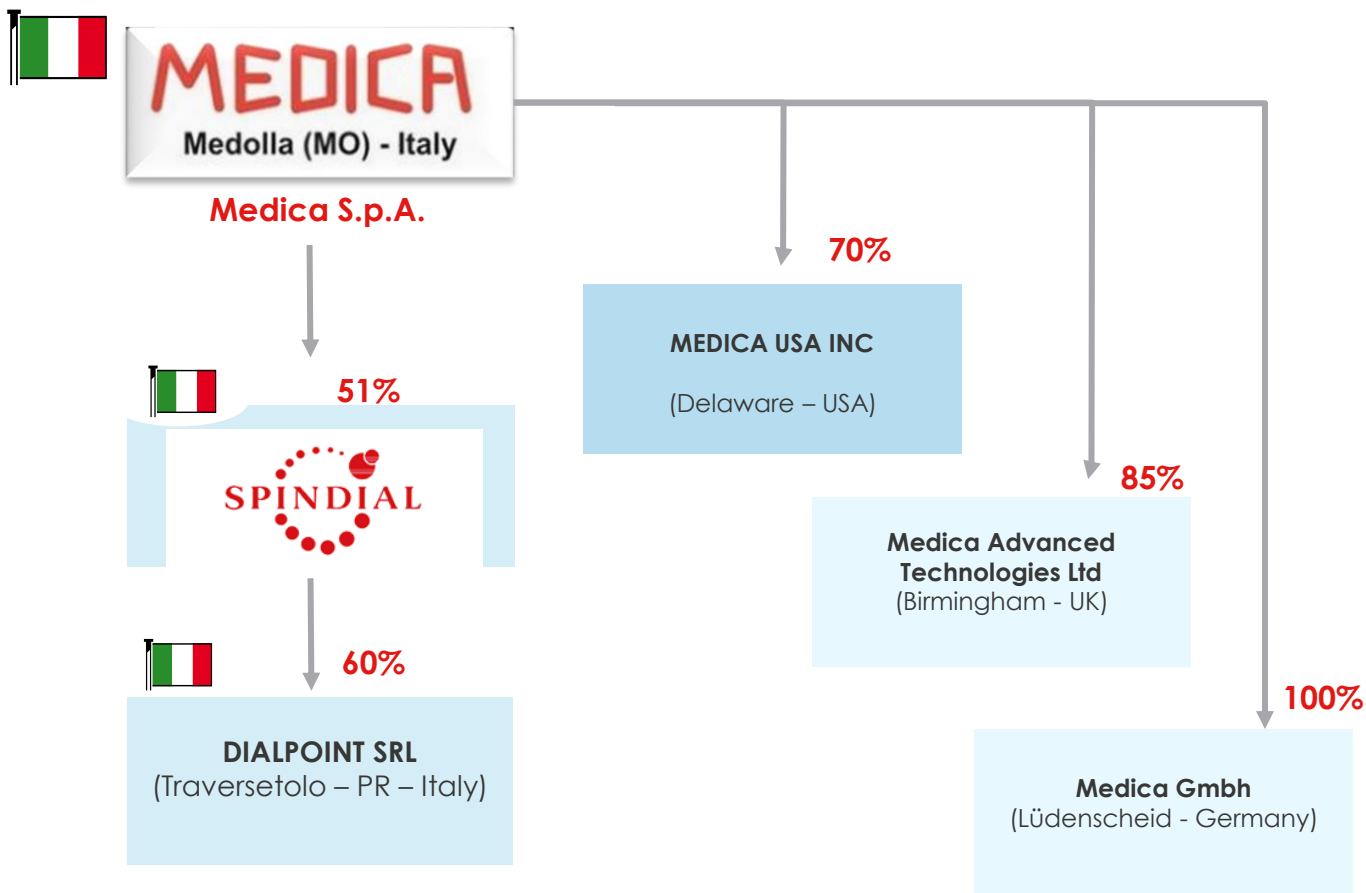 MEDICA
Medolla (MO) - Italy
Medica S.p.A.
70%
MEDICA USA INC
(Delaware – USA)
51%
SPINDIAL
85%
Medica Advanced
Technologies Ltd
(Birmingham - UK)
60%
DIALPOINT SRL
(Traversetolo – PR – Italy)
100%
Medica Gmbh
(Lüdenscheid - Germany)